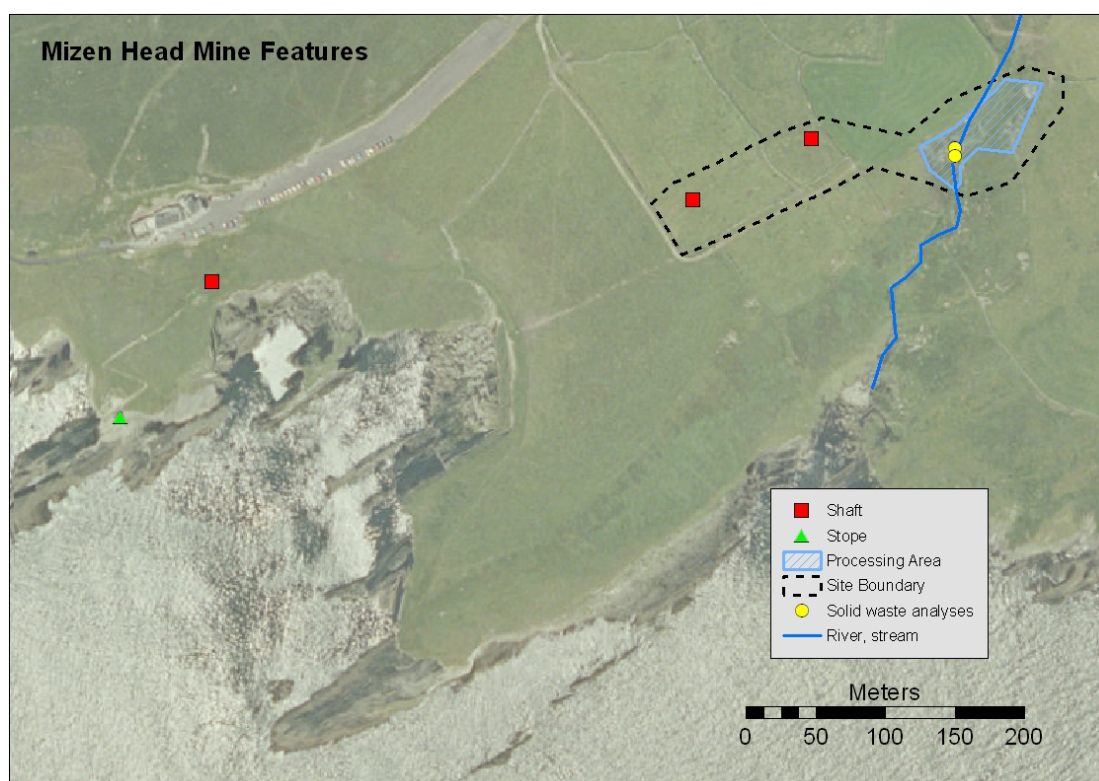 Mizen Head Mine Features
Shaft
Stope
Processing Area
Site Boundary
Solid waste analyses
River, stream
Meters
0 50 100 150 200